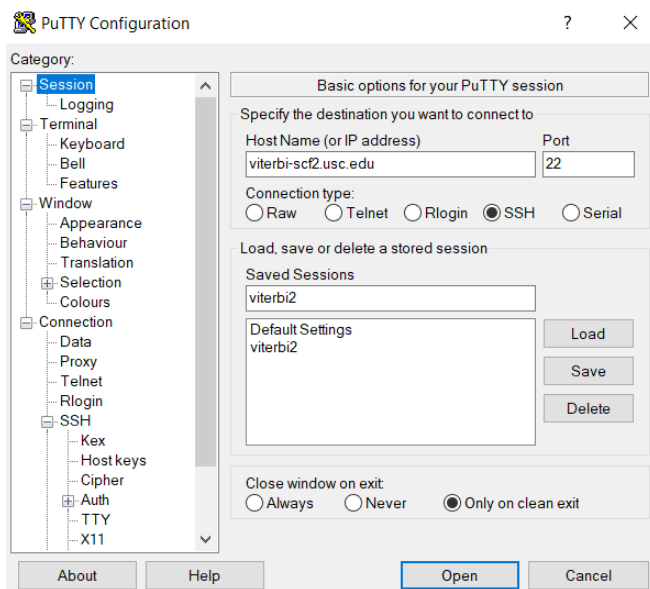 PuTTY Configuration
?
Category:
Session
Logging
Terminal
Keyboard
Bell
Features
Window
Appearance
Behaviour
Translation
Selection
Colours
Connection
Data
Proxy
Telnet
Rlogin
SSH
Kex
Host keys
Cipher
Auth
TTY
X11
Basic options for your PuTTY session
Specify the destination you want to connect to
Host Name (or IP address) Port
viterbi-scf2.usc.edu 22
Connection type:
Raw Telnet Rlogin SSH Serial
Load, save or delete a stored session
Saved Sessions
viterbi2
Default Settings
viterbi2
Load
Save
Delete
Close window on exit:
Always Never Only on clean exit
About Help Open Cancel